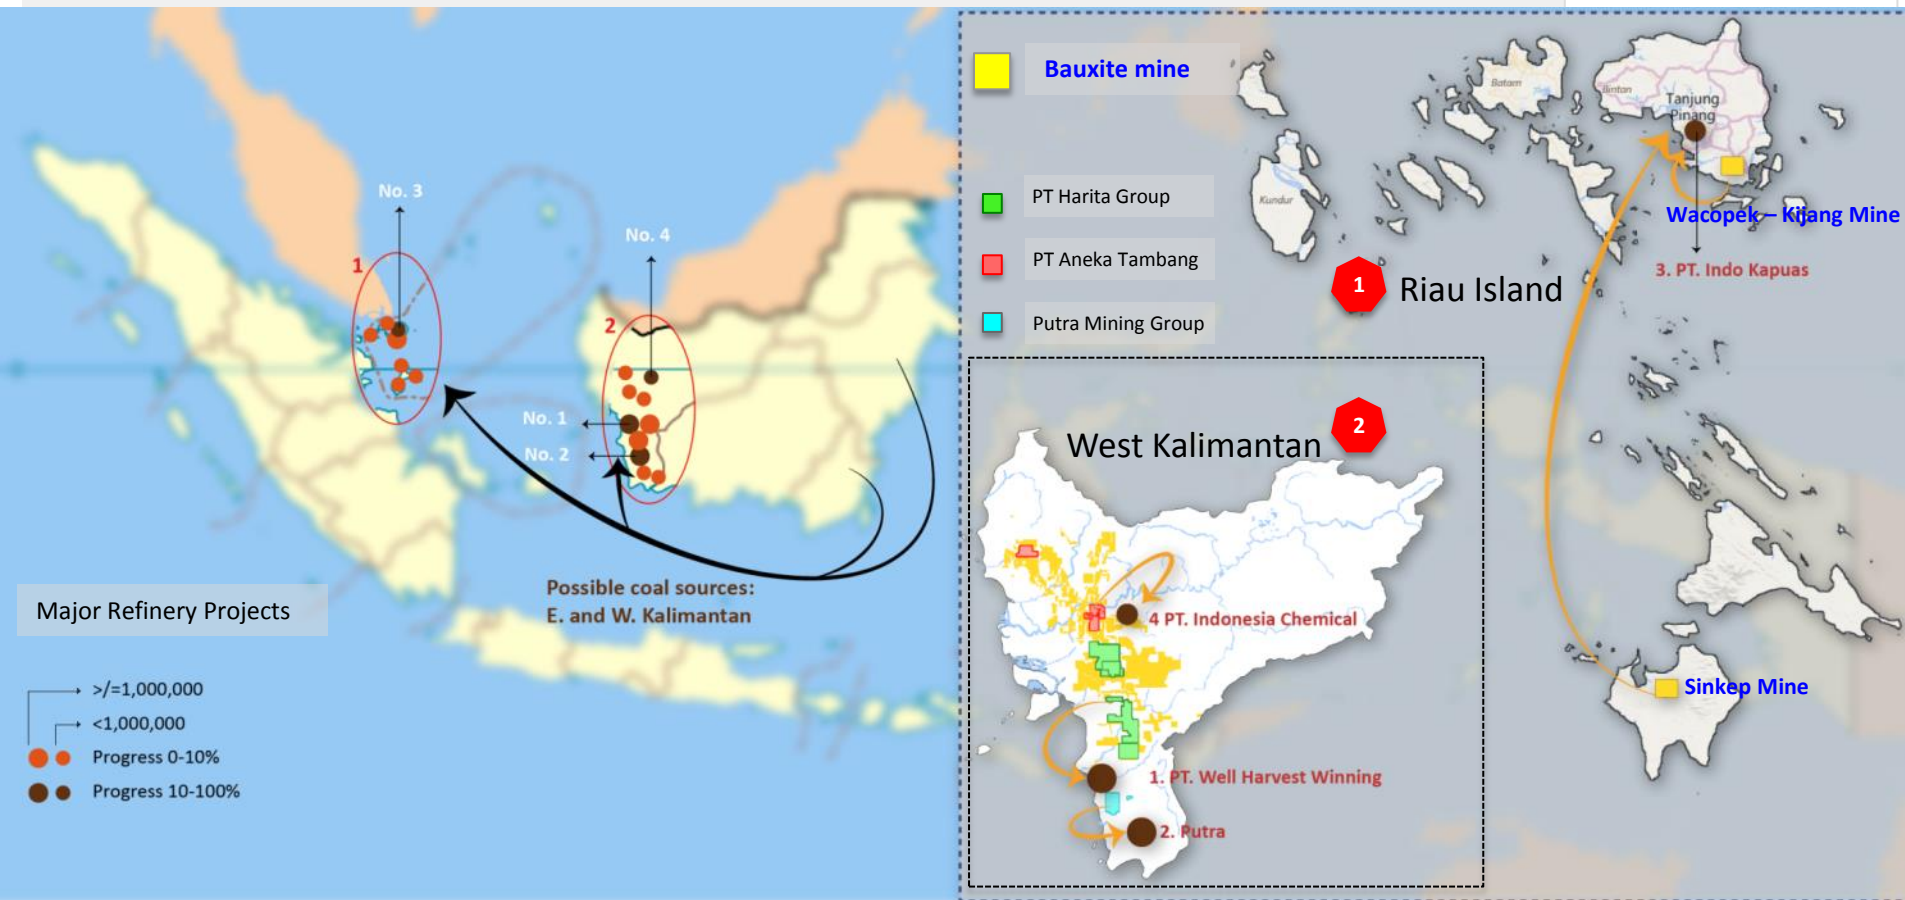 No. 3
1
No. 4
2
No. 1
No. 2
Possible coal sources:
E. and W. Kalimantan
Major Refinery Projects
>/=1,000,000
<1,000,000
Progress 0-10%
Progress 10-100%
Bauxite mine
PT Harita Group
PT Aneka Tambang
Putra Mining Group
1
Riau Island
Batam
Bintan
Tanjung
Pinang
Kundur
Wacopek – Kijang Mine
3. PT. Indo Kapuas
Sinkep Mine
West Kalimantan
2
4 PT. Indonesia Chemical
1. PT. Well Harvest Winning
2. Putra